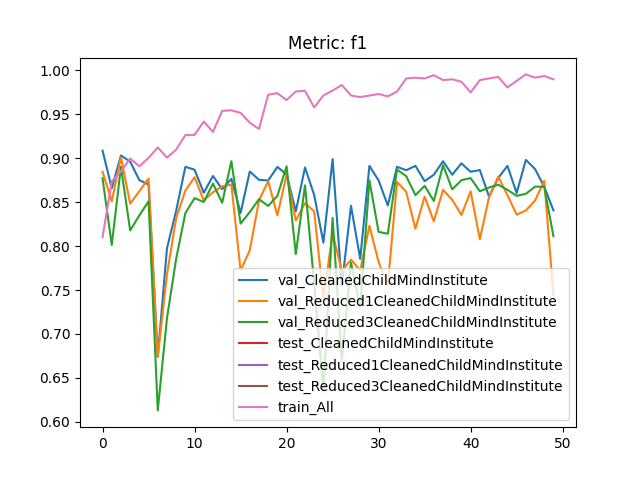 Metric: f1
1.00
0.95
0.90
0.85
0.80
0.75
0.70
0.65
0.60
val_CleanedChildMindInstitute
val_Reduced1CleanedChildMindInstitute
val_Reduced3CleanedChildMindInstitute
test_CleanedChildMindInstitute
test_Reduced1CleanedChildMindInstitute
test_Reduced3CleanedChildMindInstitute
train_All
0 10 20 30 40 50